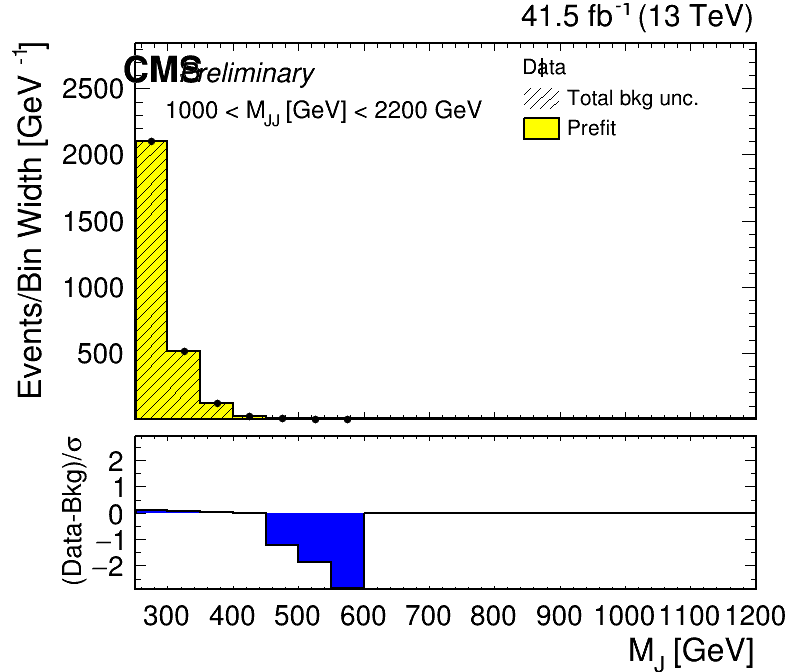 41.5 fb⁻¹ (13 TeV)
CMS Preliminary
1000 < M_JJ [GeV] < 2200 GeV
Data
Total bkg unc.
Prefit
Events/Bin Width [GeV⁻¹]
2500
2000
1500
1000
500
(Data-Bkg)/σ
2
1
0
−1
−2
300 400 500 600 700 800 900 1000 1100 1200
M_J [GeV]